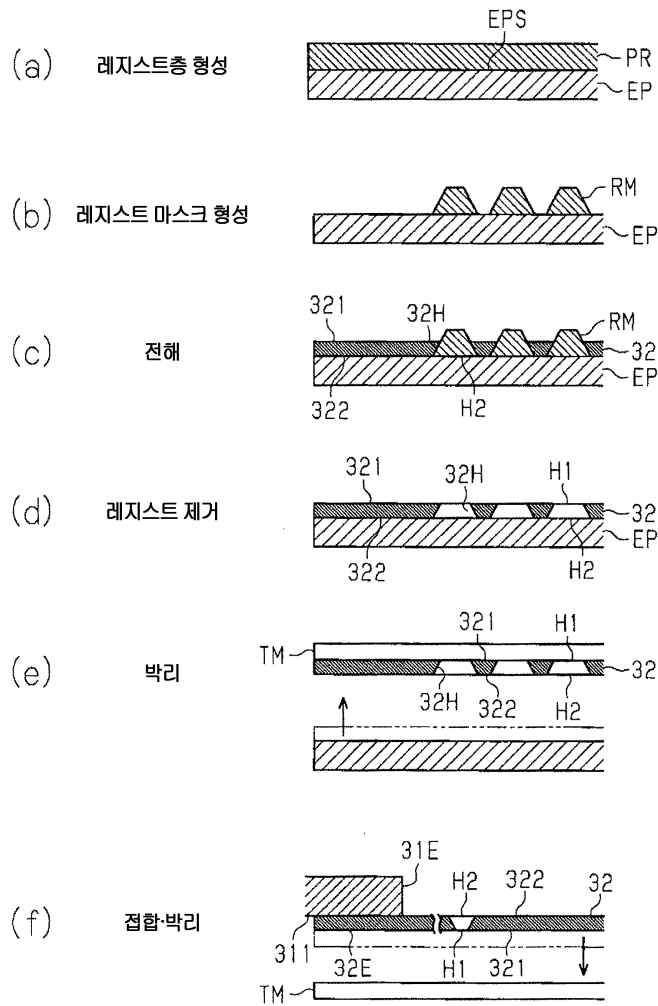 EPS
(a) 레지스트층 형성 PR
EP
(b) 레지스트 마스크 형성 RM
EP
321 32H RM
(c) 전해 32
EP
322 H2
321 32H H1
(d) 레지스트 제거 32
EP
322 H2
321 H1
TM
(e) 박리 32
32H 322 H2
31E
H2 322 32
(f) 접합·박리
311 32E H1 321
TM